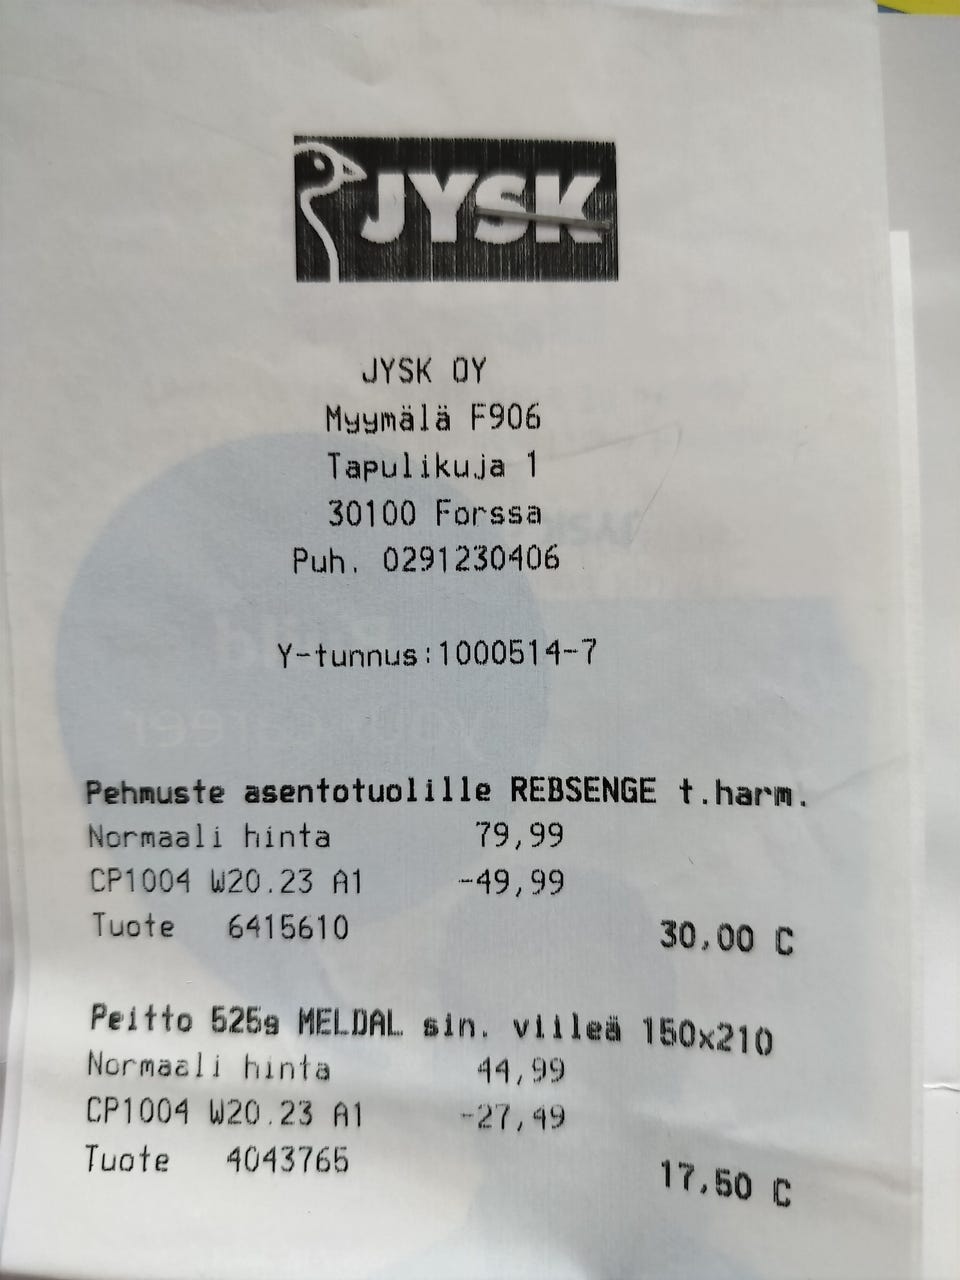 JYSK
JYSK OY
Myymälä F906
Tapulikuja 1
30100 Forssa
Puh. 0291230406
Y-tunnus:1000514-7
Pehmuste asentotuolille REBSENGE t.harm.
Normaali hinta 79,99
CP1004 W20.23 A1 -49,99
Tuote 6415610 30,00 C
Peitto 525g MELDAL sin. viileä 150x210
Normaali hinta 44,99
CP1004 W20.23 A1 -27,49
Tuote 4043765 17,50 C